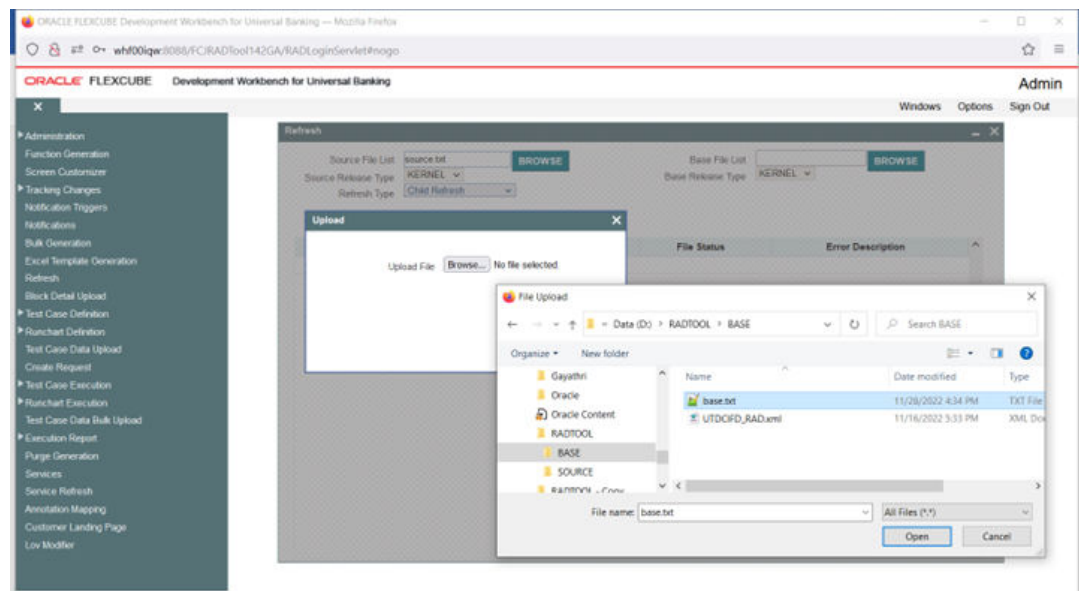 ORACLE FLEXCUBE Development Workbench for Universal Banking — Mozilla Firefox
whf00iqw:8088/FCJRADTool142GA/RADLoginServlet#nogo
ORACLE FLEXCUBE Development Workbench for Universal Banking
Admin
Windows Options Sign Out
Administration
Function Generation
Screen Customizer
Tracking Changes
Notification Triggers
Notifications
Bulk Generation
Excel Template Generation
Refresh
Block Detail Upload
Test Case Definition
Runchart Definition
Test Case Data Upload
Create Request
Test Case Execution
Runchart Execution
Test Case Data Bulk Upload
Execution Report
Purge Generation
Services
Service Refresh
Annotation Mapping
Customer Landing Page
Lov Modifier
Refresh
Source File List source.txt BROWSE Base File List BROWSE
Source Release Type KERNEL Base Release Type KERNEL
Refresh Type Child Refresh
File Status Error Description
Upload
Upload File Browse... No file selected.
File Upload
Data (D:) > RADTOOL > BASE Search BASE
Organize New folder
Gayathri
Oracle
Oracle Content
RADTOOL
BASE
SOURCE
RADTOOL - Copy
Name Date modified Type
base.txt 11/28/2022 4:34 PM TXT File
UTDCIFD_RAD.xml 11/16/2022 5:33 PM XML Do
File name: base.txt All Files (*.*)
Open Cancel